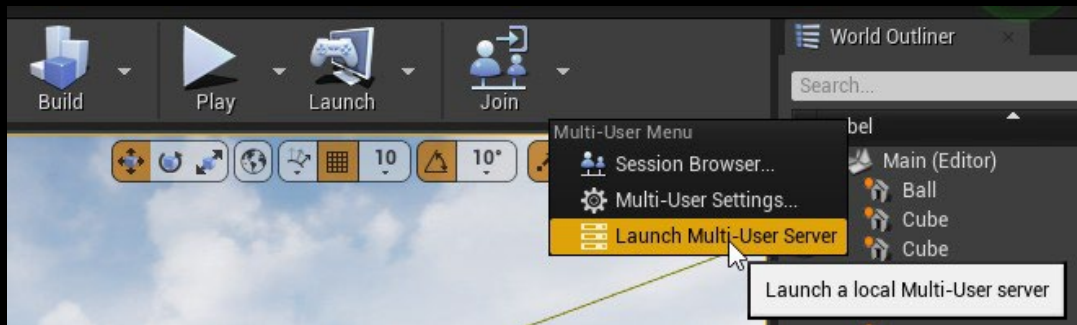 Build
Play
Launch
Join
World Outliner
Search...
bel
10
10°
Multi-User Menu
Session Browser...
Multi-User Settings...
Launch Multi-User Server
Launch a local Multi-User server
Main (Editor)
Ball
Cube
Cube